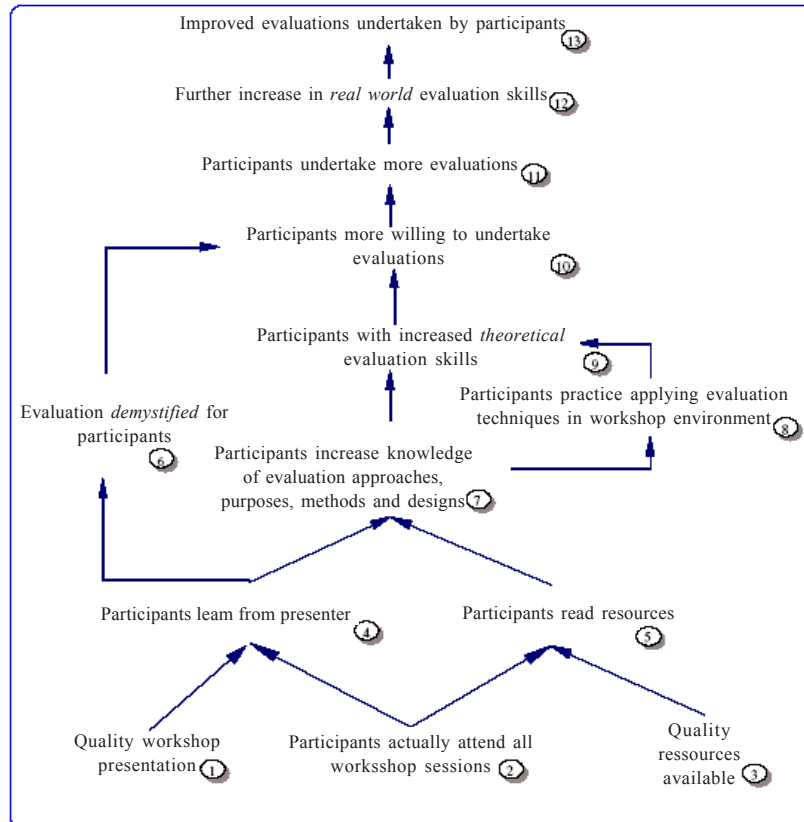 Improved evaluations undertaken by participants
13
Further increase in real world evaluation skills
12
Participants undertake more evaluations
11
Participants more willing to undertake
evaluations
10
Participants with increased theoretical
evaluation skills
9
Participants practice applying evaluation
techniques in workshop environment
8
Evaluation demystified for
participants
6
Participants increase knowledge
of evaluation approaches,
purposes, methods and designs
7
Participants leam from presenter
4
Participants read resources
5
Quality workshop
presentation
1
Participants actually attend all
worksshop sessions
2
Quality
ressources
available
3